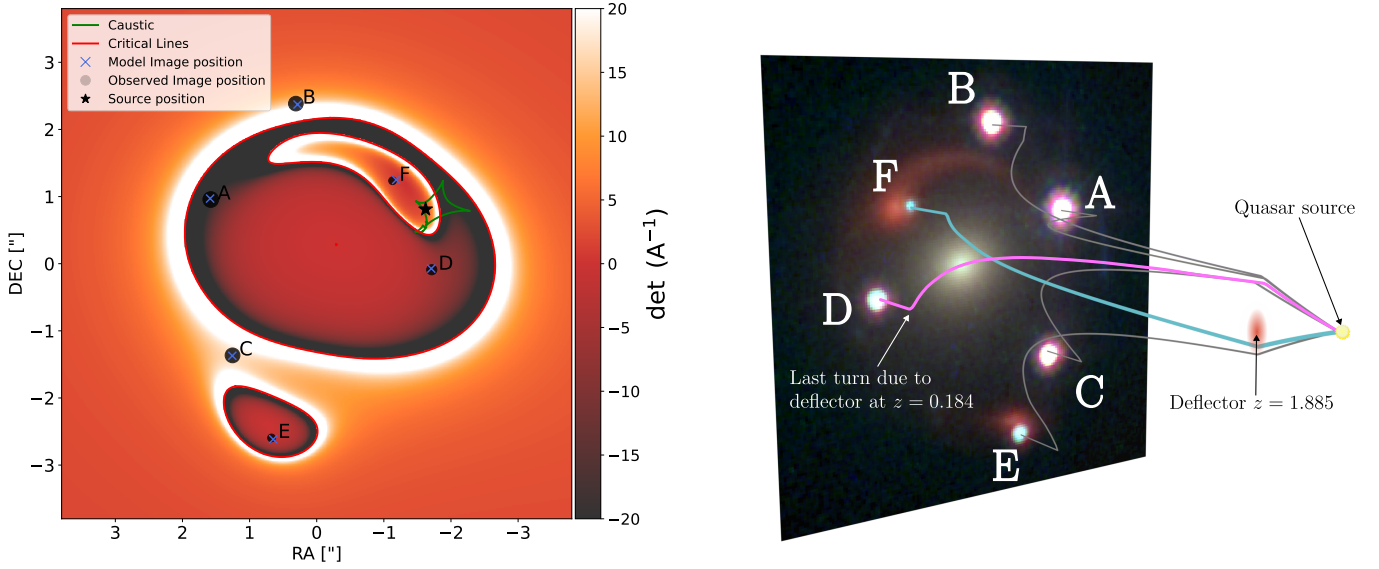 Caustic
Critical Lines
Model Image position
Observed Image position
Source position
B
A
F
D
C
E
3
2
1
0
−1
−2
−3
DEC ["]
3
2
1
0
−1
−2
−3
RA ["]
20
15
10
5
0
−5
−10
−15
−20
det (A⁻¹)
B
F
A
D
C
E
Quasar source
Last turn due to
deflector at z = 0.184
Deflector z = 1.885